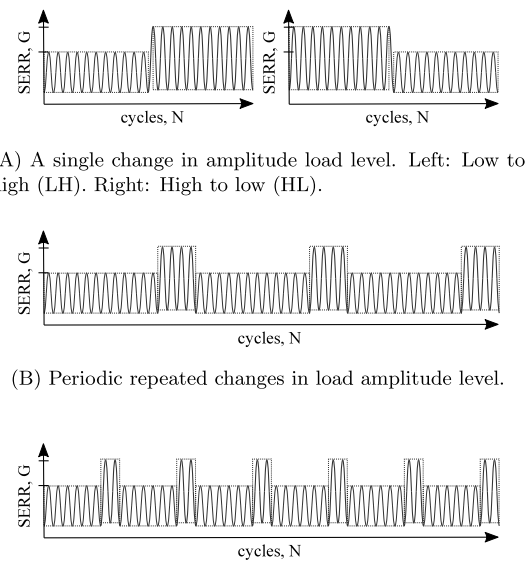 SERR, G
SERR, G
cycles, N
cycles, N
A) A single change in amplitude load level. Left: Low to
igh (LH). Right: High to low (HL).
SERR, G
cycles, N
(B) Periodic repeated changes in load amplitude level.
SERR, G
cycles, N